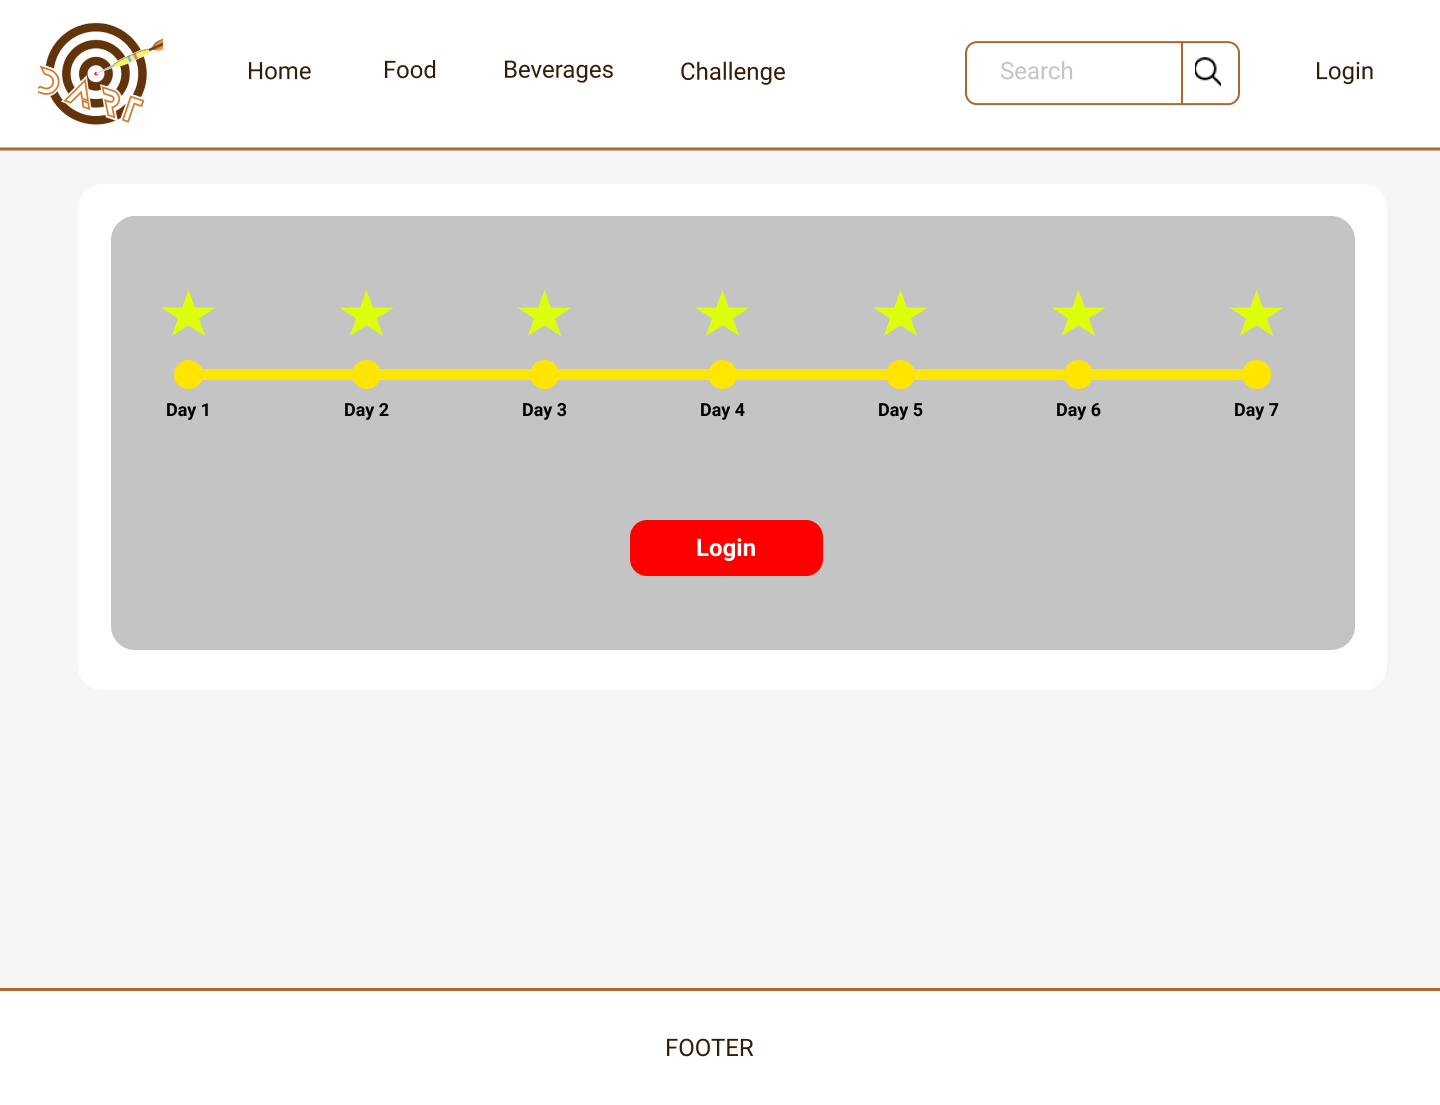 DART
Home Food Beverages Challenge Search Login
Day 1 Day 2 Day 3 Day 4 Day 5 Day 6 Day 7
Login
FOOTER